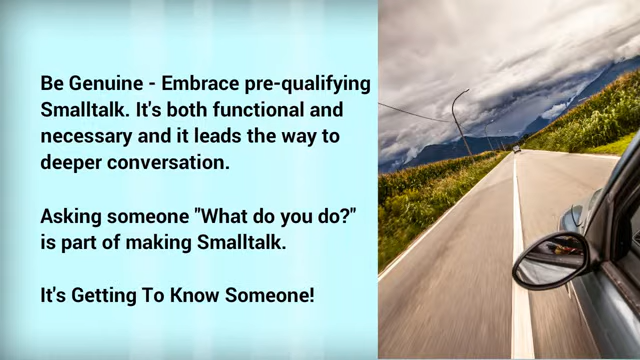 Be Genuine - Embrace pre-qualifying
Smalltalk. It's both functional and
necessary and it leads the way to
deeper conversation.
Asking someone "What do you do?"
is part of making Smalltalk.
It's Getting To Know Someone!